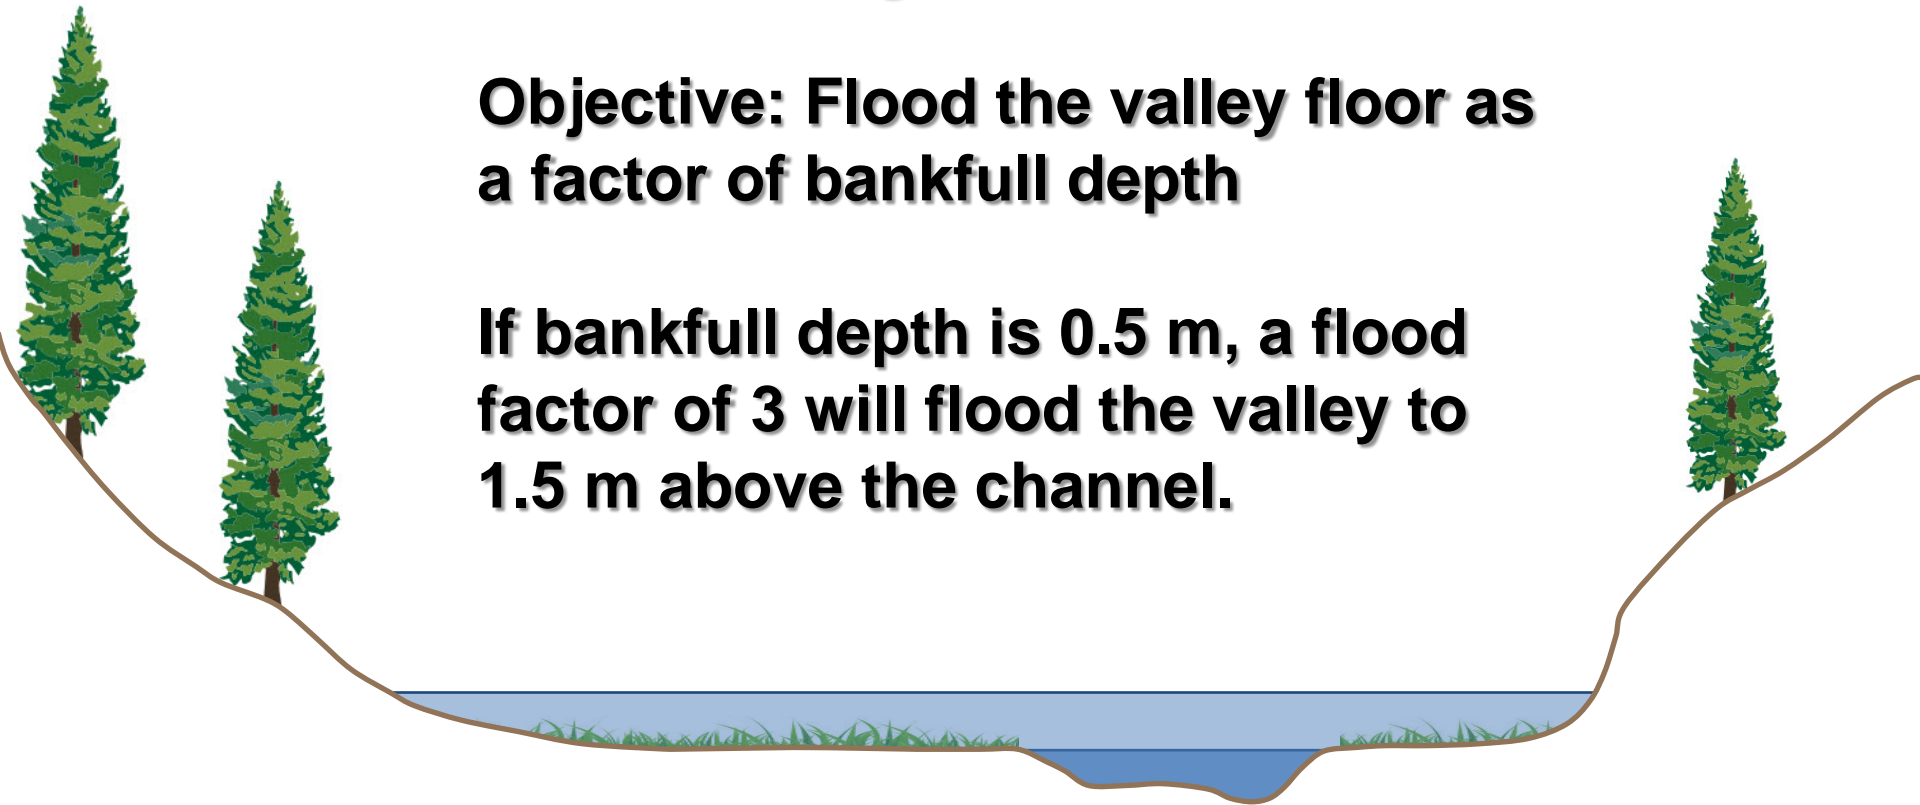 Objective: Flood the valley floor as
a factor of bankfull depth
If bankfull depth is 0.5 m, a flood
factor of 3 will flood the valley to
1.5 m above the channel.